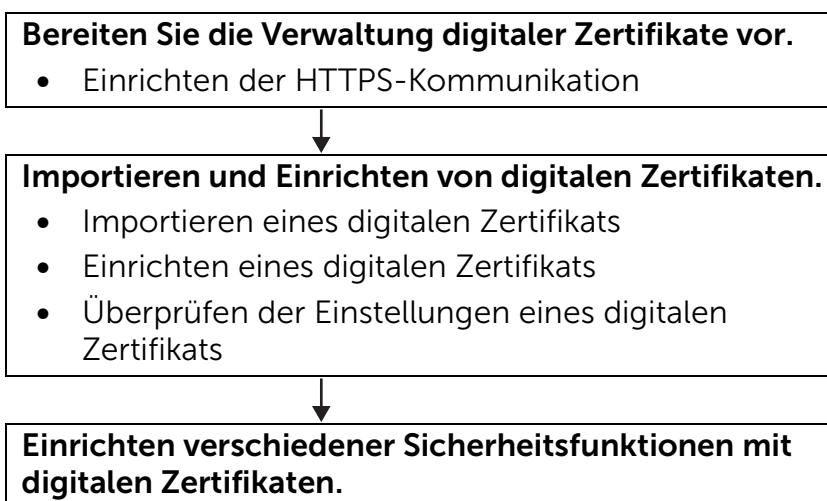 Bereiten Sie die Verwaltung digitaler Zertifikate vor.
• Einrichten der HTTPS-Kommunikation
Importieren und Einrichten von digitalen Zertifikaten.
• Importieren eines digitalen Zertifikats
• Einrichten eines digitalen Zertifikats
• Überprüfen der Einstellungen eines digitalen
Zertifikats
Einrichten verschiedener Sicherheitsfunktionen mit
digitalen Zertifikaten.